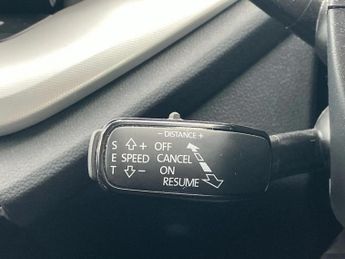 − DISTANCE +
S + OFF
E SPEED CANCEL
ON
T − RESUME